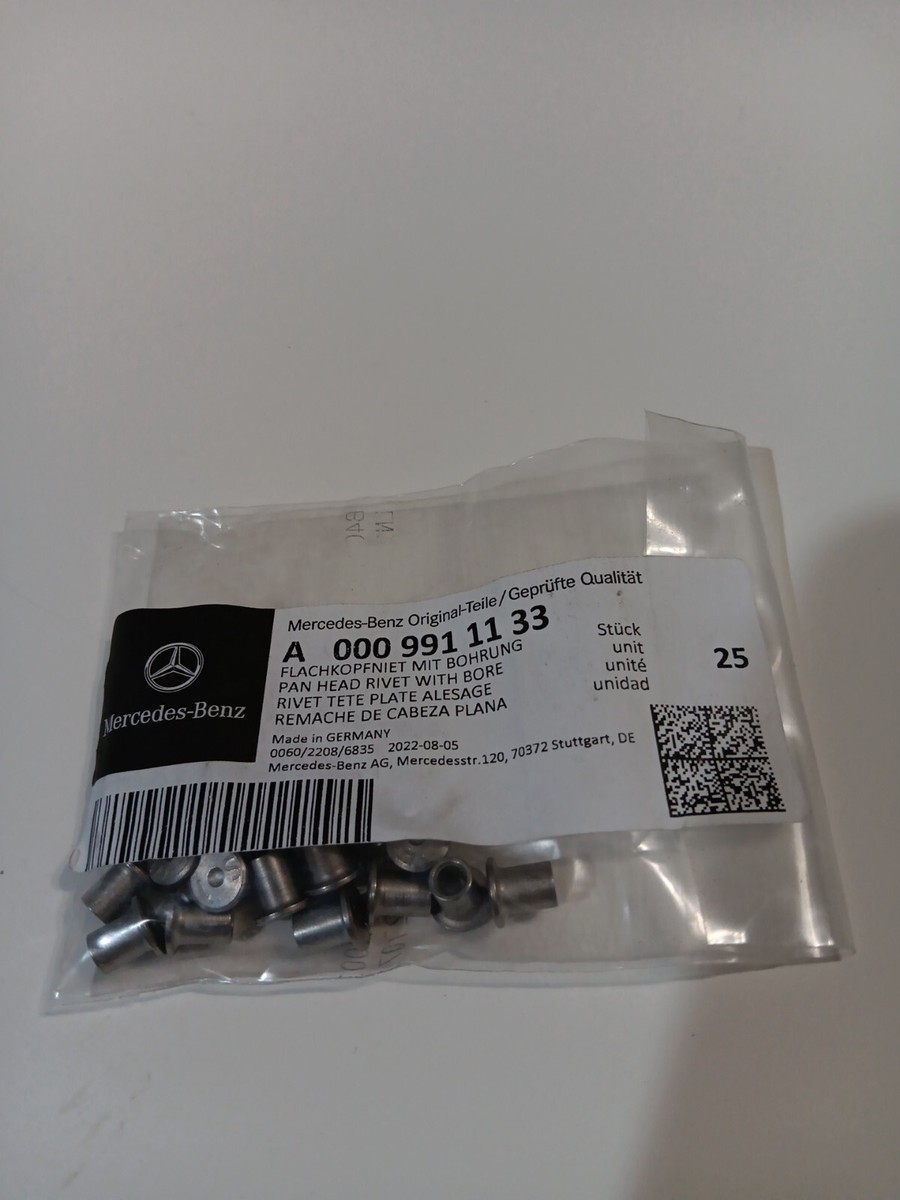 Mercedes-Benz Original-Teile/Geprüfte Qualität
A 000 991 11 33
FLACHKOPFNIET MIT BOHRUNG
PAN HEAD RIVET WITH BORE
RIVET TETE PLATE ALESAGE
REMACHE DE CABEZA PLANA
Stück
unit
unité
unidad
25
Mercedes-Benz
Made in GERMANY
0060/2208/6835 2022-08-05
Mercedes-Benz AG, Mercedesstr.120, 70372 Stuttgart, DE